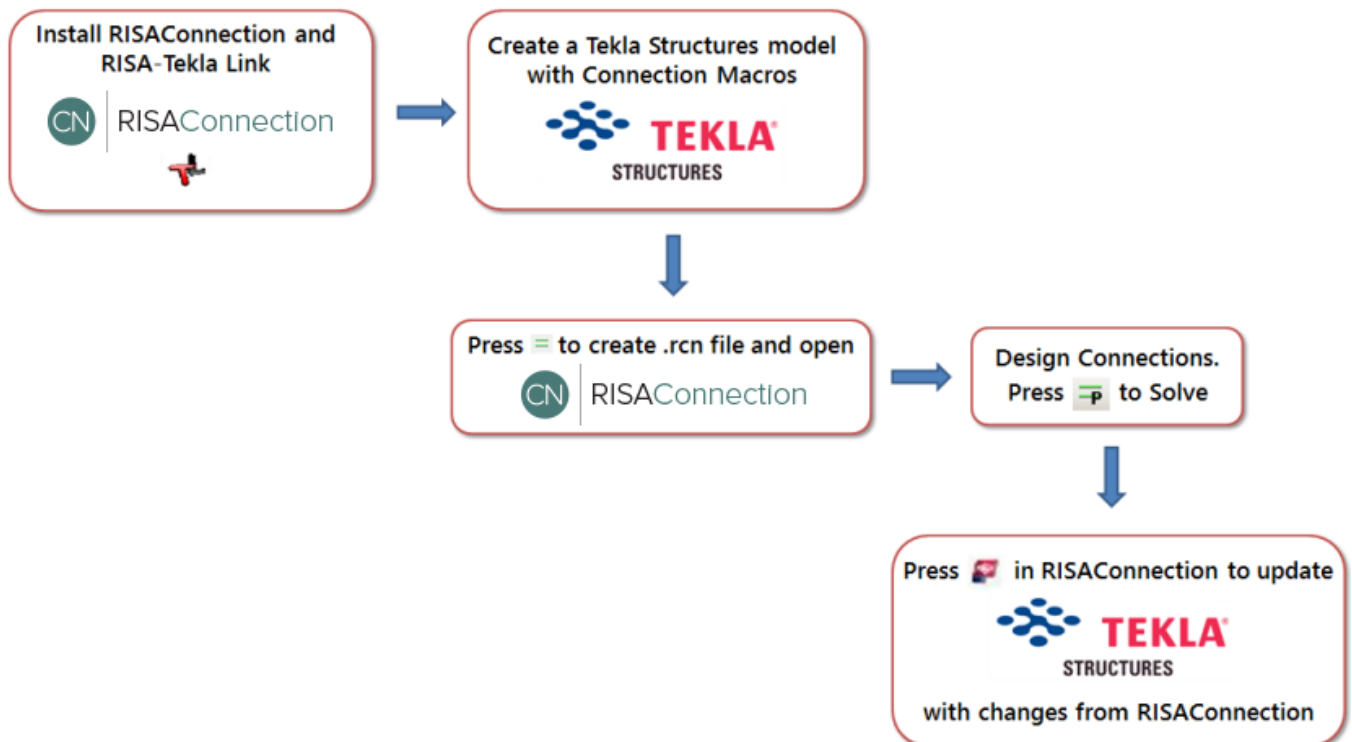 Install RISAConnection and
RISA-Tekla Link
CN RISAConnection
Create a Tekla Structures model
with Connection Macros
TEKLA®
STRUCTURES
Press = to create .rcn file and open
CN RISAConnection
Design Connections.
Press P to Solve
Press in RISAConnection to update
TEKLA®
STRUCTURES
with changes from RISAConnection